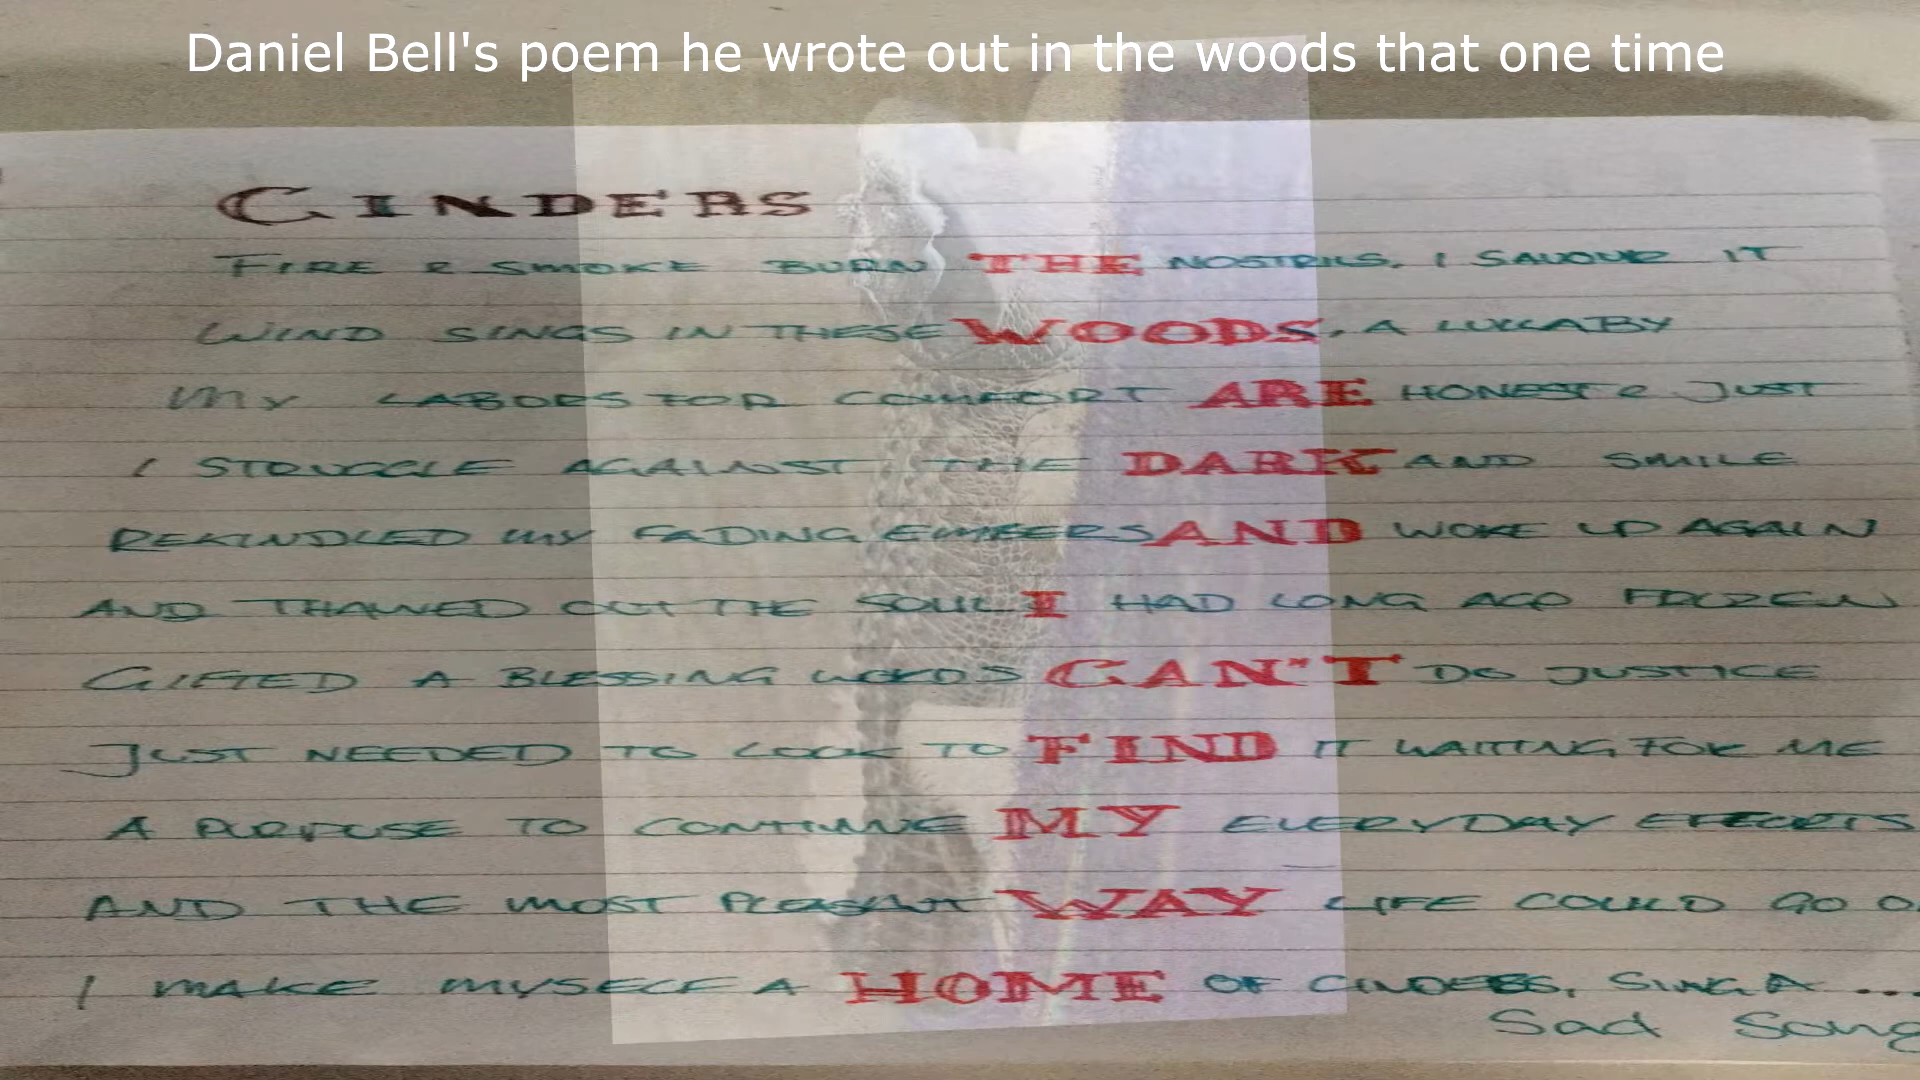 Daniel Bell's poem he wrote out in the woods that one time
CINDERS
FIRE & SMOKE BURN THE NOSTRILS, I SAVOUR IT
WIND SINGS IN THESE WOODS, A LULLABY
MY LABORS FOR COMFORT ARE HONEST & JUST
I STRUGGLE AGAINST THE DARK AND SMILE
REKINDLED MY FADING EMBERS AND WOKE UP AGAIN
AND THAWED OUT THE SOUL I HAD LONG AGO FROZEN
GIFTED A BLESSING WORDS CAN'T DO JUSTICE
JUST NEEDED TO LOOK TO FIND IT WAITING FOR ME
A PURPOSE TO CONTINUE MY EVERYDAY EFFORTS
AND THE MOST PLEASANT WAY LIFE COULD GO
I MAKE MYSELF A HOME OF CINDERS, SING A ...
Sad Song